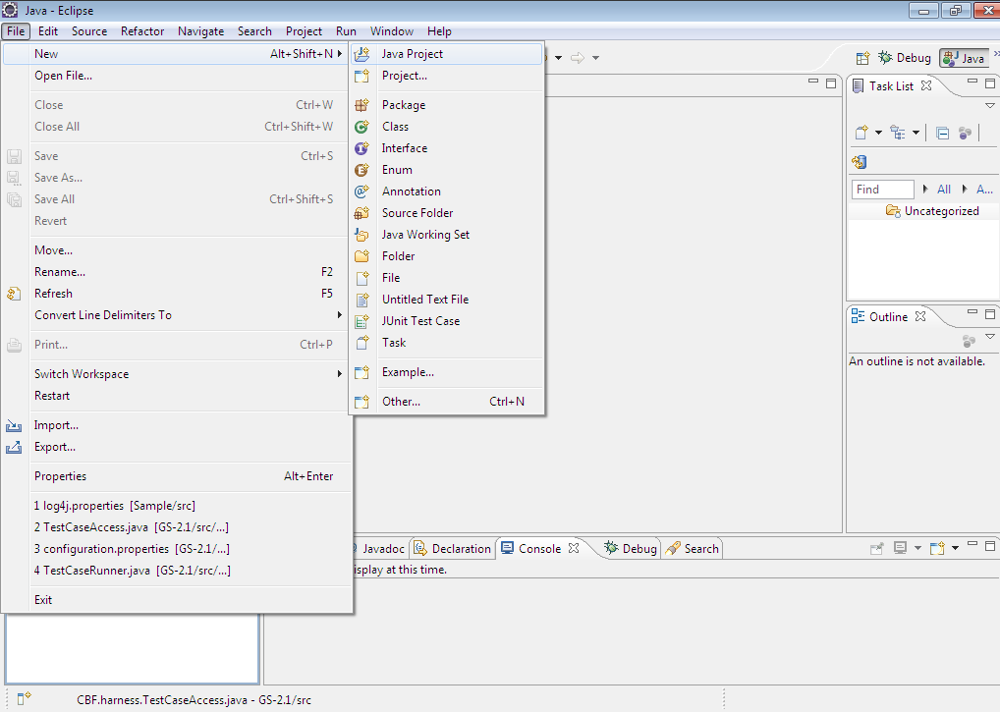 Java - Eclipse
File Edit Source Refactor Navigate Search Project Run Window Help
New Alt+Shift+N
Open File...
Close Ctrl+W
Close All Ctrl+Shift+W
Save Ctrl+S
Save As...
Save All Ctrl+Shift+S
Revert
Move...
Rename... F2
Refresh F5
Convert Line Delimiters To
Print... Ctrl+P
Switch Workspace
Restart
Import...
Export...
Properties Alt+Enter
1 log4j.properties [Sample/src]
2 TestCaseAccess.java [GS-2.1/src/...]
3 configuration.properties [GS-2.1/...]
4 TestCaseRunner.java [GS-2.1/src/...]
Exit
Java Project
Project...
Package
Class
Interface
Enum
Annotation
Source Folder
Java Working Set
Folder
File
Untitled Text File
JUnit Test Case
Task
Example...
Other... Ctrl+N
Debug Java
Task List
Find All A...
Uncategorized
Outline
An outline is not available.
Javadoc Declaration Console Debug Search
isplay at this time.
CBF.harness.TestCaseAccess.java - GS-2.1/src